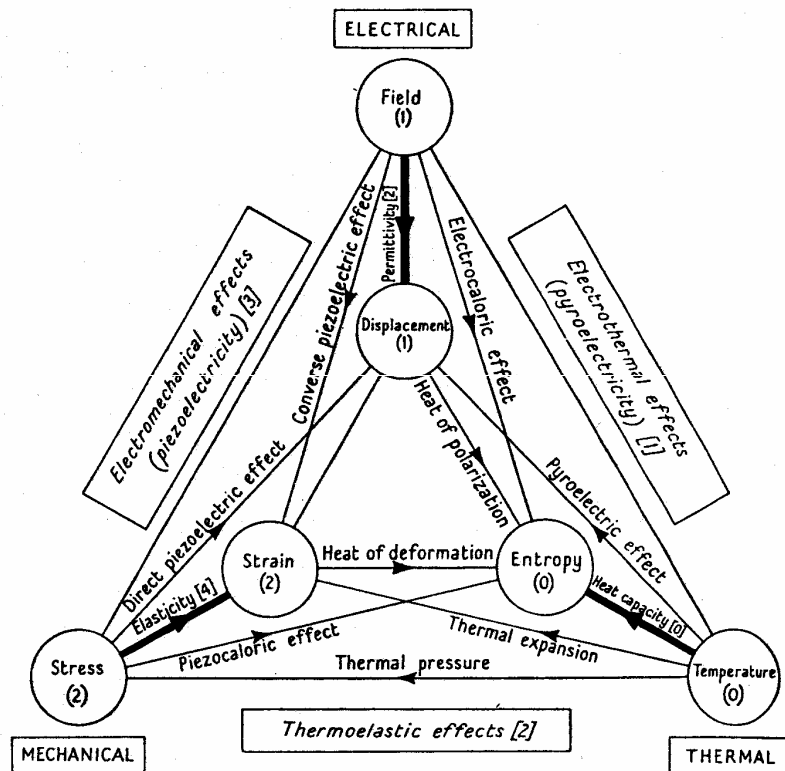 ELECTRICAL
Field
(1)
Electromechanical effects
(piezoelectricity) [3]
Converse piezoelectric effect
Permittivity [2]
Electrocaloric effect
Electrothermal effects
(pyroelectricity) [1]
Displacement
(1)
Direct piezoelectric effect
Heat of polarization
Pyroelectric effect
Strain
(2)
Heat of deformation
Entropy
(0)
Elasticity [4]
Heat capacity [0]
Piezocaloric effect
Thermal expansion
Stress
(2)
Thermal pressure
Temperature
(0)
Thermoelastic effects [2]
MECHANICAL
THERMAL